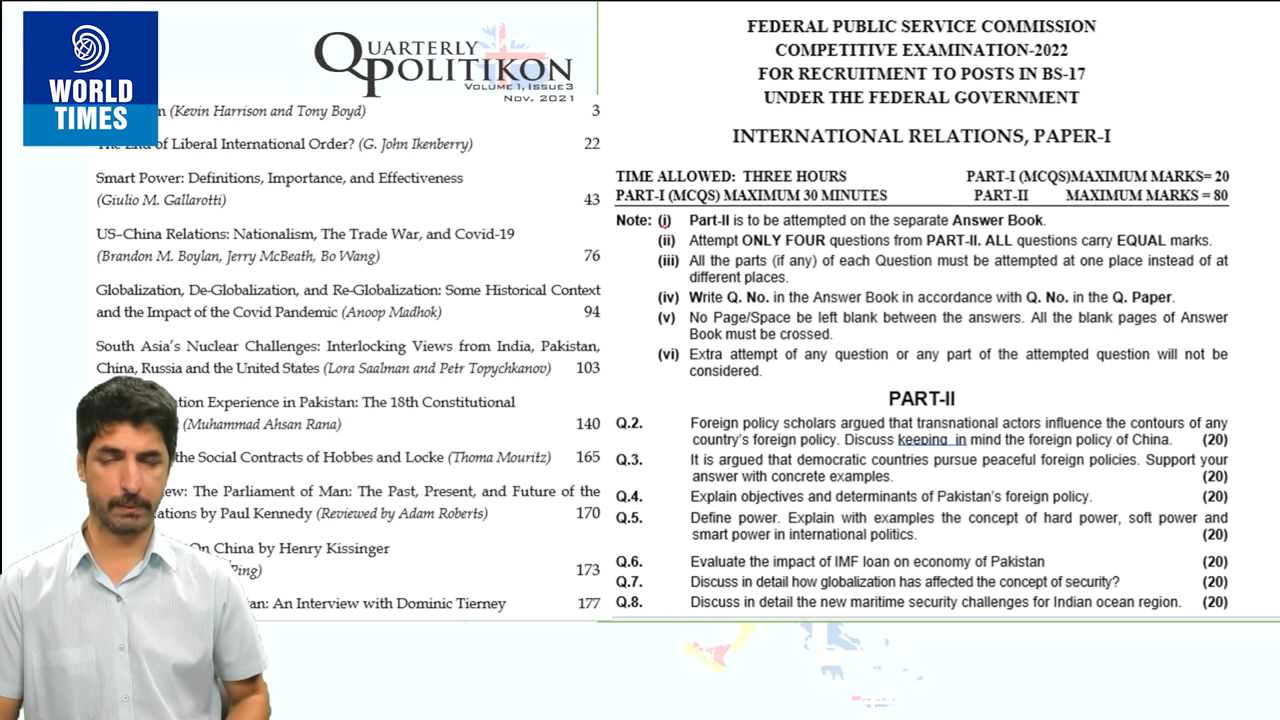 WORLD
TIMES
QUARTERLY
POLITIKON
VOLUME 1, ISSUE 3
NOV. 2021
(Kevin Harrison and Tony Boyd) 3
The End of Liberal International Order? (G. John Ikenberry) 22
Smart Power: Definitions, Importance, and Effectiveness
(Giulio M. Gallarotti) 43
US–China Relations: Nationalism, The Trade War, and Covid-19
(Brandon M. Boylan, Jerry McBeath, Bo Wang) 76
Globalization, De-Globalization, and Re-Globalization: Some Historical Context
and the Impact of the Covid Pandemic (Anoop Madhok) 94
South Asia's Nuclear Challenges: Interlocking Views from India, Pakistan,
China, Russia and the United States (Lora Saalman and Petr Topychkanov) 103
Experience in Pakistan: The 18th Constitutional
(Muhammad Ahsan Rana) 140
the Social Contracts of Hobbes and Locke (Thoma Mouritz) 165
The Parliament of Man: The Past, Present, and Future of the
by Paul Kennedy (Reviewed by Adam Roberts) 170
On China by Henry Kissinger
Ping) 173
An Interview with Dominic Tierney 177
FEDERAL PUBLIC SERVICE COMMISSION
COMPETITIVE EXAMINATION-2022
FOR RECRUITMENT TO POSTS IN BS-17
UNDER THE FEDERAL GOVERNMENT
INTERNATIONAL RELATIONS, PAPER-I
TIME ALLOWED: THREE HOURS PART-I (MCQS)MAXIMUM MARKS= 20
PART-I (MCQS) MAXIMUM 30 MINUTES PART-II MAXIMUM MARKS = 80
Note: (i) Part-II is to be attempted on the separate Answer Book.
(ii) Attempt ONLY FOUR questions from PART-II. ALL questions carry EQUAL marks.
(iii) All the parts (if any) of each Question must be attempted at one place instead of at
different places.
(iv) Write Q. No. in the Answer Book in accordance with Q. No. in the Q. Paper.
(v) No Page/Space be left blank between the answers. All the blank pages of Answer
Book must be crossed.
(vi) Extra attempt of any question or any part of the attempted question will not be
considered.
PART-II
Q.2. Foreign policy scholars argued that transnational actors influence the contours of any
country's foreign policy. Discuss keeping in mind the foreign policy of China. (20)
Q.3. It is argued that democratic countries pursue peaceful foreign policies. Support your
answer with concrete examples. (20)
Q.4. Explain objectives and determinants of Pakistan's foreign policy. (20)
Q.5. Define power. Explain with examples the concept of hard power, soft power and
smart power in international politics. (20)
Q.6. Evaluate the impact of IMF loan on economy of Pakistan (20)
Q.7. Discuss in detail how globalization has affected the concept of security? (20)
Q.8. Discuss in detail the new maritime security challenges for Indian ocean region. (20)